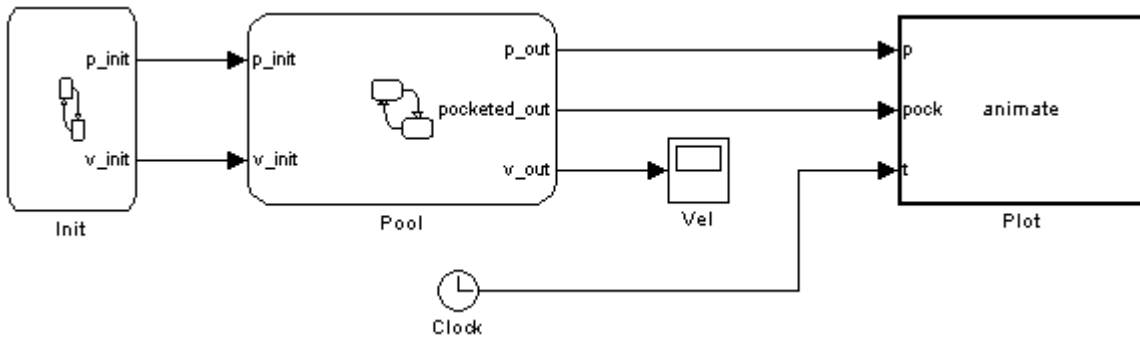 p_init
v_init
Init
p_init
v_init
p_out
pocketed_out
v_out
Pool
Vel
Clock
p
pock
t
animate
Plot